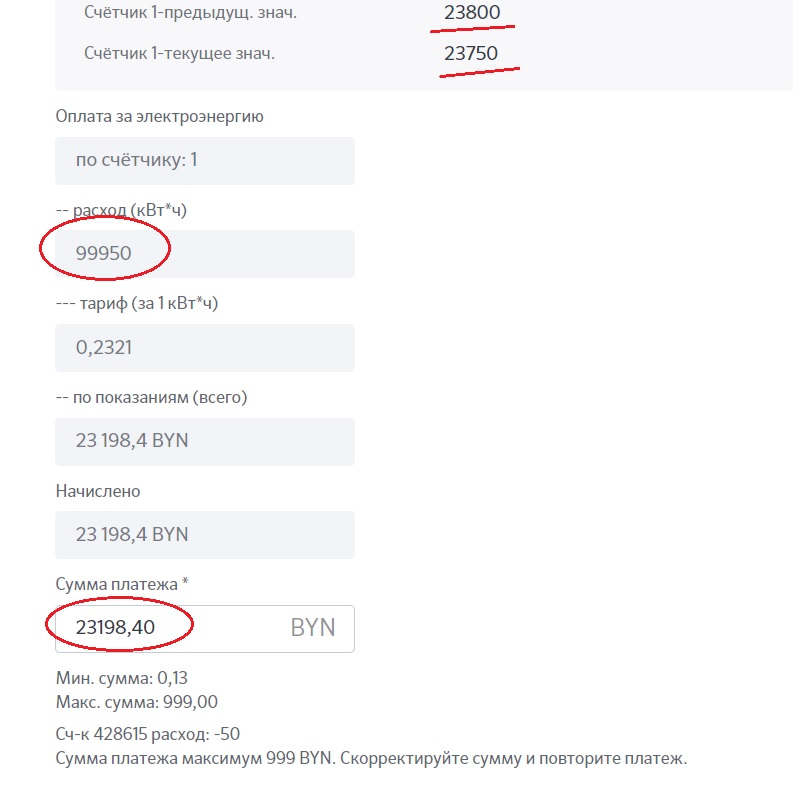 Счётчик 1-предыдущ. знач. 23800
Счётчик 1-текущее знач. 23750
Оплата за электроэнергию
по счётчику: 1
-- расход (кВт*ч)
99950
--- тариф (за 1 кВт*ч)
0,2321
-- по показаниям (всего)
23 198,4 BYN
Начислено
23 198,4 BYN
Сумма платежа *
23198,40 BYN
Мин. сумма: 0,13
Макс. сумма: 999,00
Сч-к 428615 расход: -50
Сумма платежа максимум 999 BYN. Скорректируйте сумму и повторите платеж.